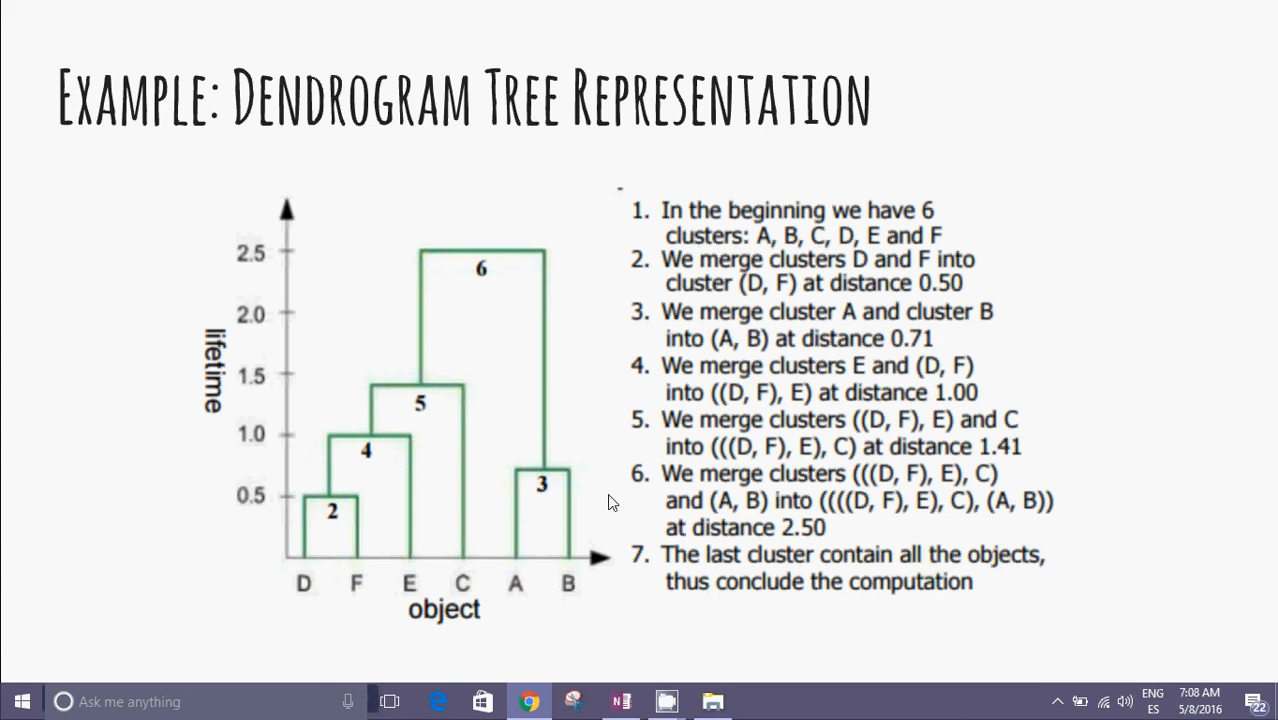 Example: Dendrogram Tree Representation
2.5
2.0
1.5
1.0
0.5
lifetime
6
5
4
3
2
D F E C A B
object
1. In the beginning we have 6
clusters: A, B, C, D, E and F
2. We merge clusters D and F into
cluster (D, F) at distance 0.50
3. We merge cluster A and cluster B
into (A, B) at distance 0.71
4. We merge clusters E and (D, F)
into ((D, F), E) at distance 1.00
5. We merge clusters ((D, F), E) and C
into (((D, F), E), C) at distance 1.41
6. We merge clusters (((D, F), E), C)
and (A, B) into ((((D, F), E), C), (A, B))
at distance 2.50
7. The last cluster contain all the objects,
thus conclude the computation
Ask me anything
ENG
ES
7:08 AM
5/8/2016
22